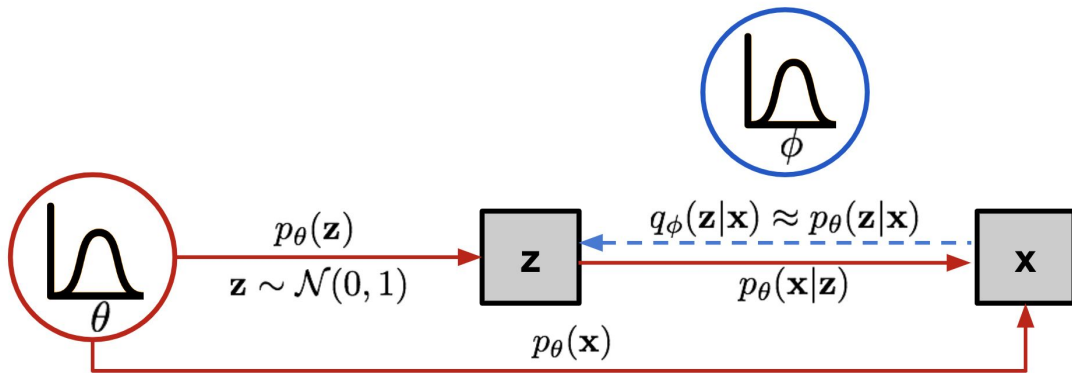 ϕ
q_ϕ(𝐳|𝐱) ≈ p_θ(𝐳|𝐱)
p_θ(𝐳)
z
x
θ
𝐳 ∼ 𝒩(0, 1)
p_θ(𝐱|𝐳)
p_θ(𝐱)